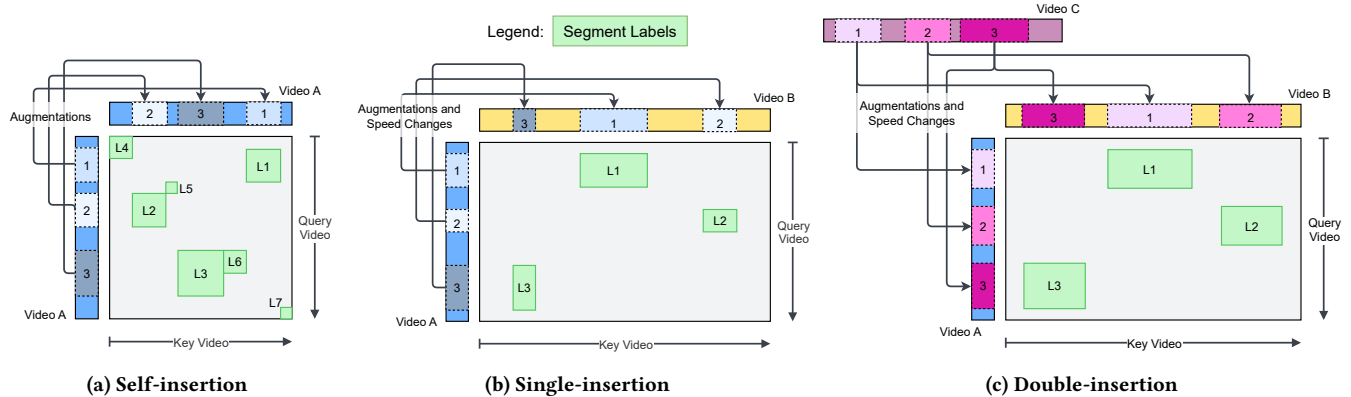 Legend: Segment Labels
Augmentations
Video A
2 3 1
1
2
3
L4
L1
L5
L2
L6
L3
L7
Query
Video
Video A
Key Video
(a) Self-insertion
Augmentations and
Speed Changes
Video B
3 1 2
1
2
3
L1
L2
L3
Query
Video
Video A
Key Video
(b) Single-insertion
Video C
1 2 3
Augmentations and
Speed Changes
Video B
3 1 2
1
2
3
L1
L2
L3
Query
Video
Video A
Key Video
(c) Double-insertion